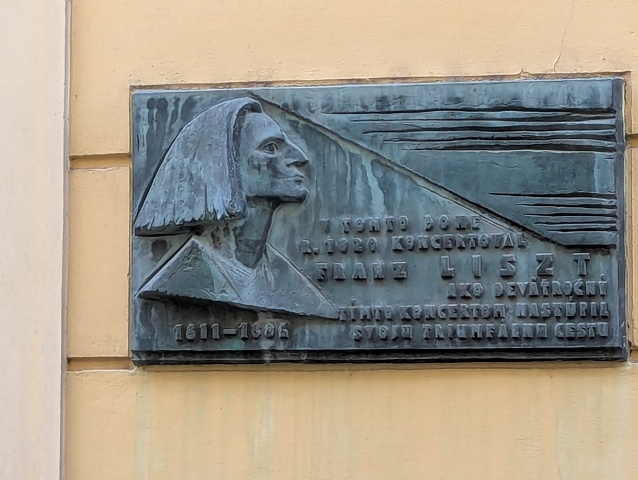 V TOMTO DOME
R. 1820 KONCERTOVAL
FRANZ LISZT
AKO DEVÄŤROČNÝ
TÝMTO KONCERTOM NASTÚPIL
SVOJU TRIUMFÁLNU CESTU
1811–1886